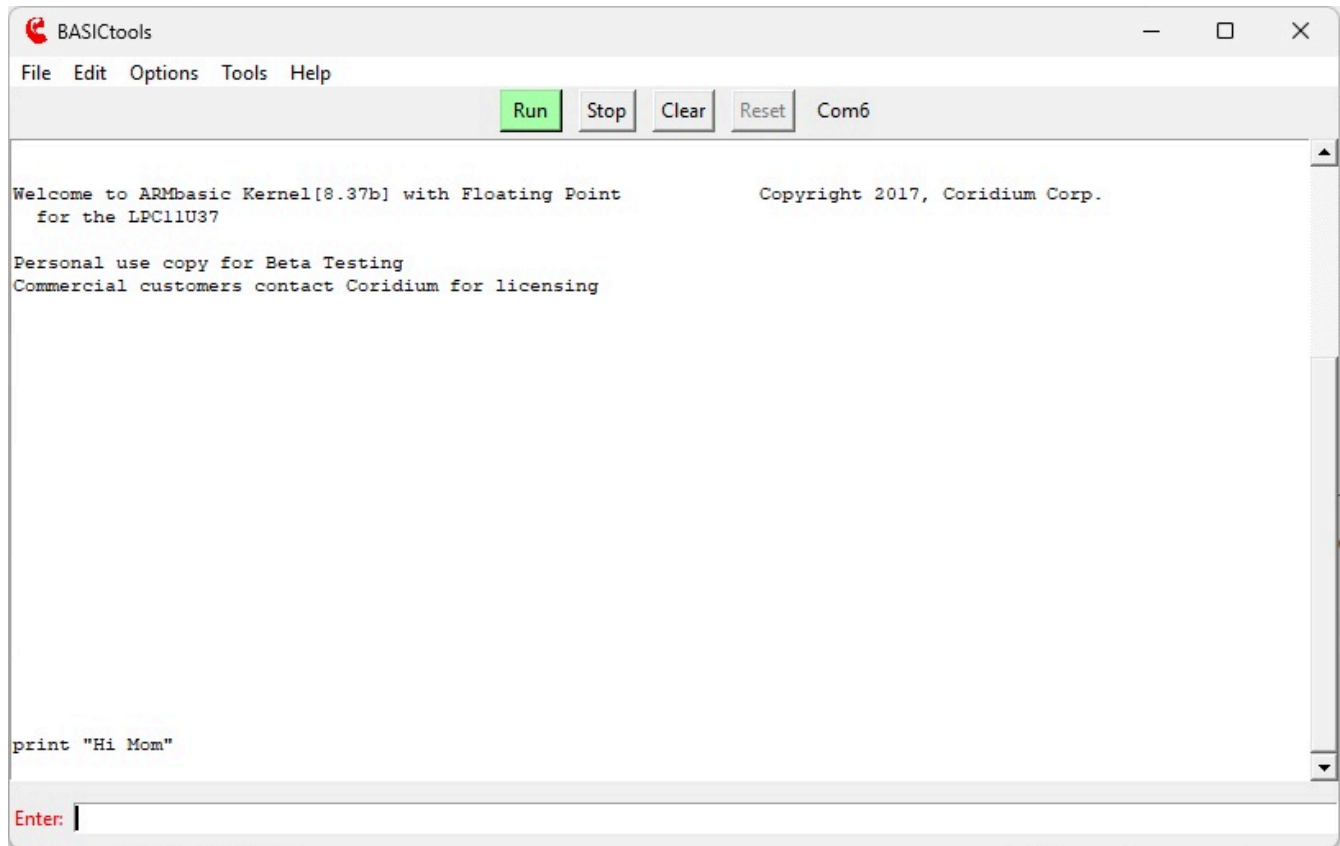 BASICtools
File Edit Options Tools Help
Run Stop Clear Reset Com6
Welcome to ARMbasic Kernel[8.37b] with Floating Point Copyright 2017, Coridium Corp.
for the LPC11U37
Personal use copy for Beta Testing
Commercial customers contact Coridium for licensing
print "Hi Mom"
Enter: